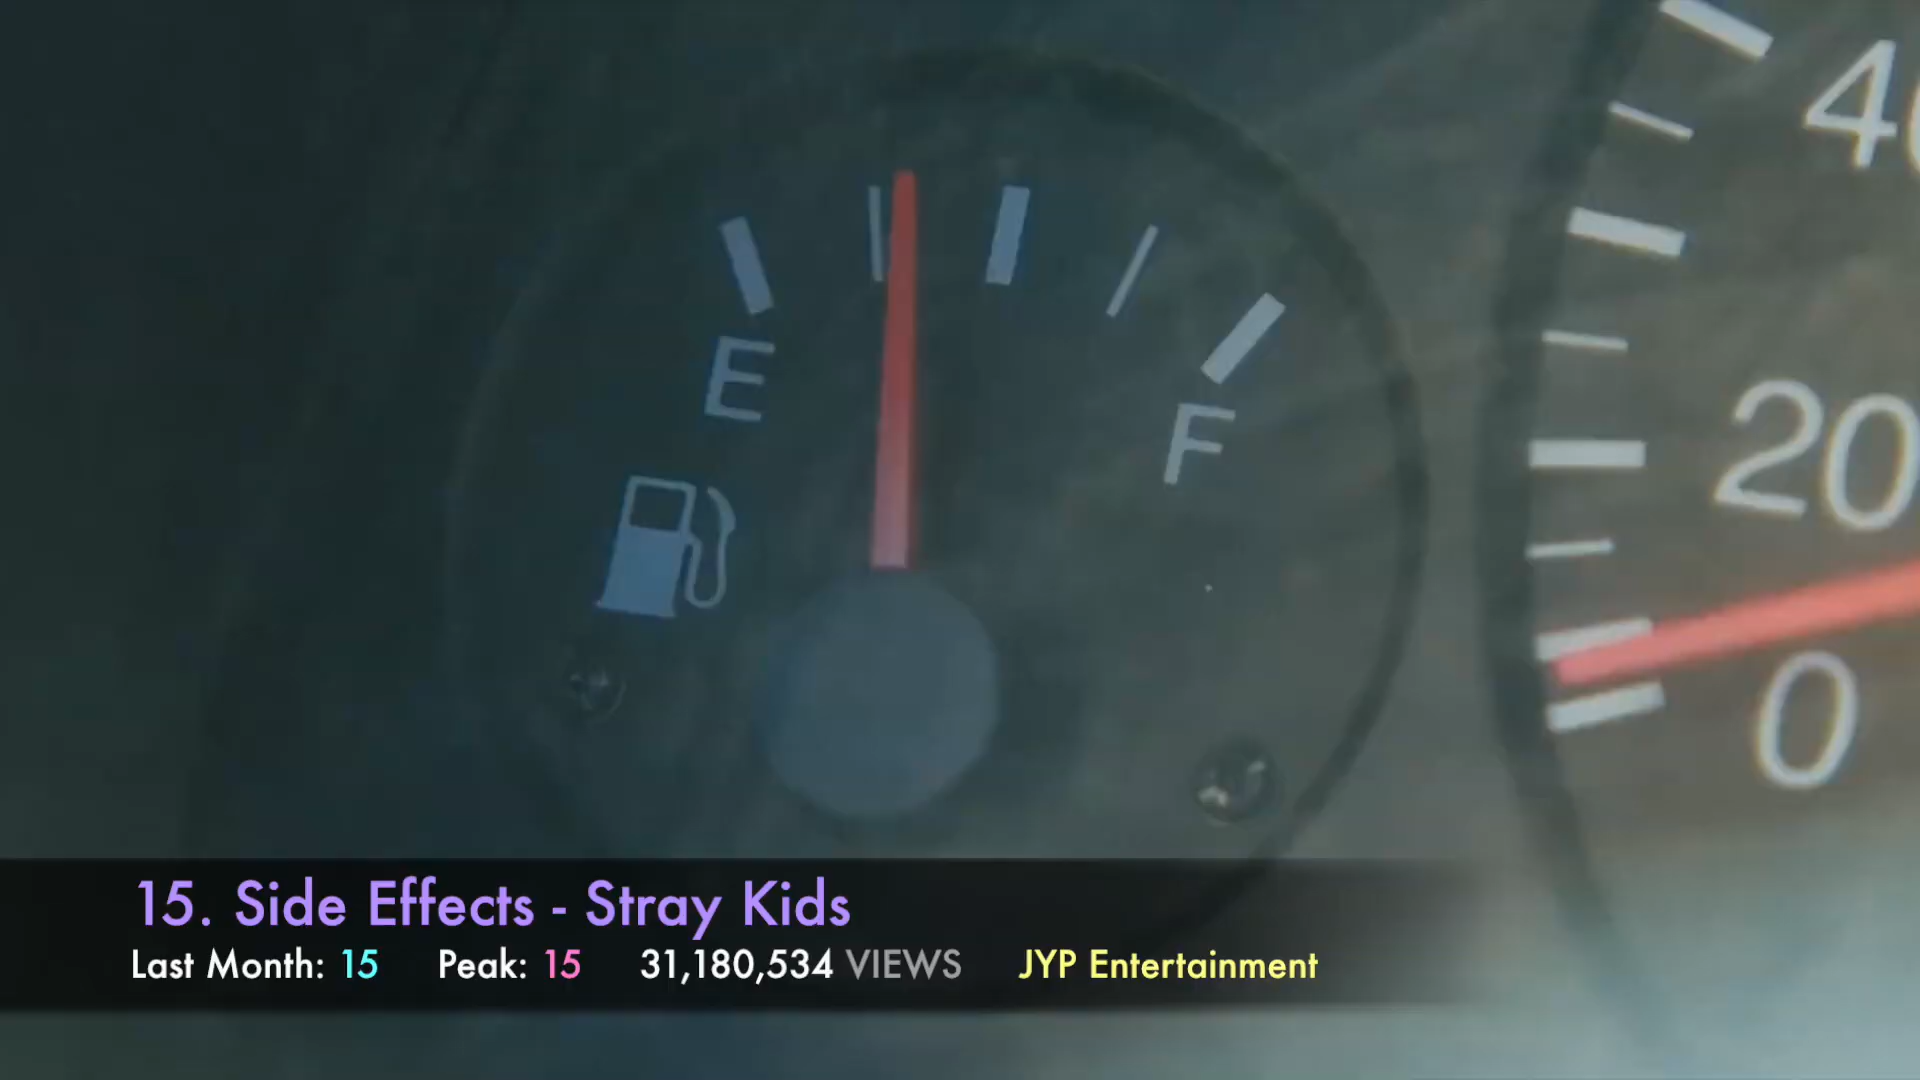 40
E
F
20
0
15. Side Effects - Stray Kids
Last Month: 15 Peak: 15 31,180,534 VIEWS JYP Entertainment